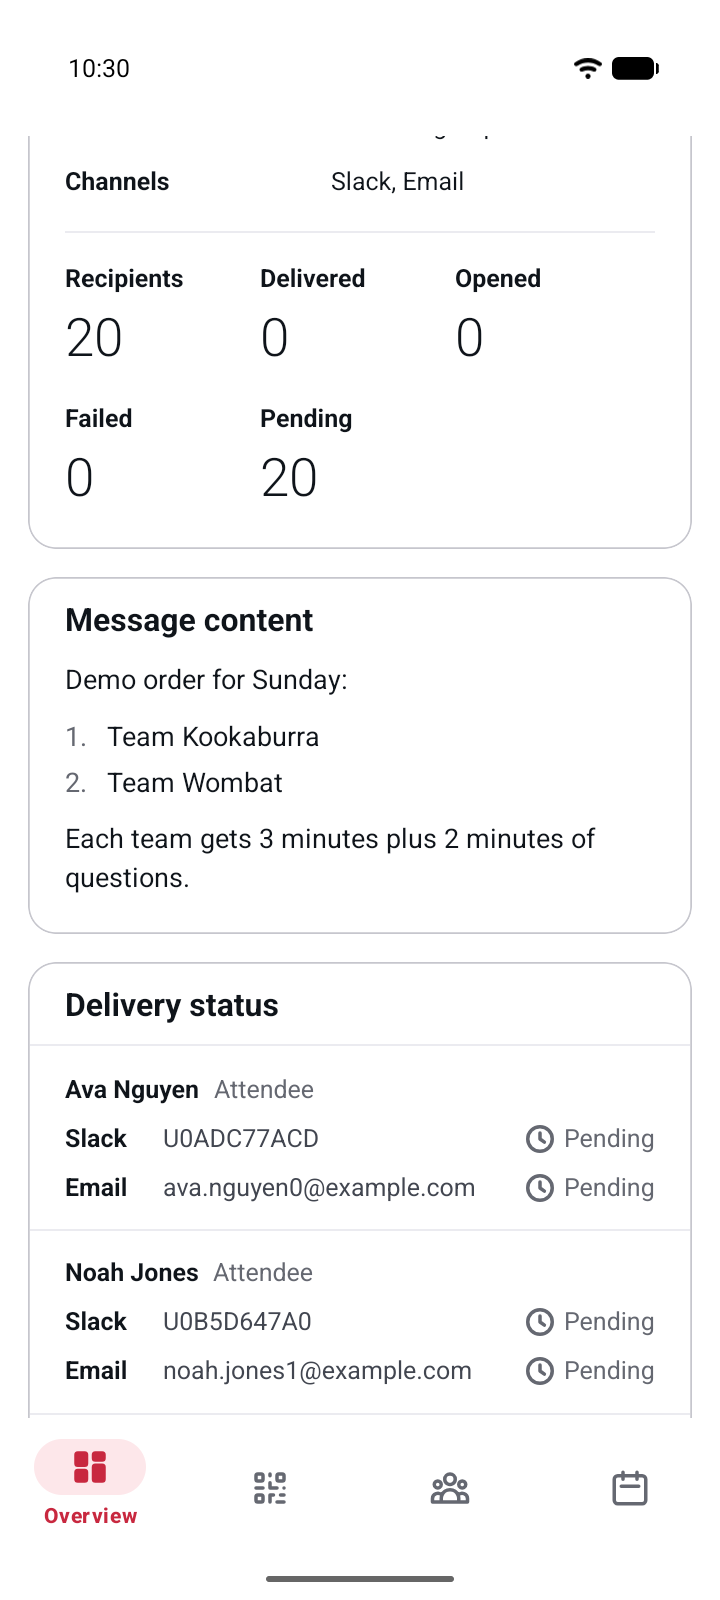 10:30
Channels Slack, Email
Recipients Delivered Opened
20 0 0
Failed Pending
0 20
Message content
Demo order for Sunday:
1. Team Kookaburra
2. Team Wombat
Each team gets 3 minutes plus 2 minutes of
questions.
Delivery status
Ava Nguyen Attendee
Slack U0ADC77ACD Pending
Email ava.nguyen0@example.com Pending
Noah Jones Attendee
Slack U0B5D647A0 Pending
Email noah.jones1@example.com Pending
Overview